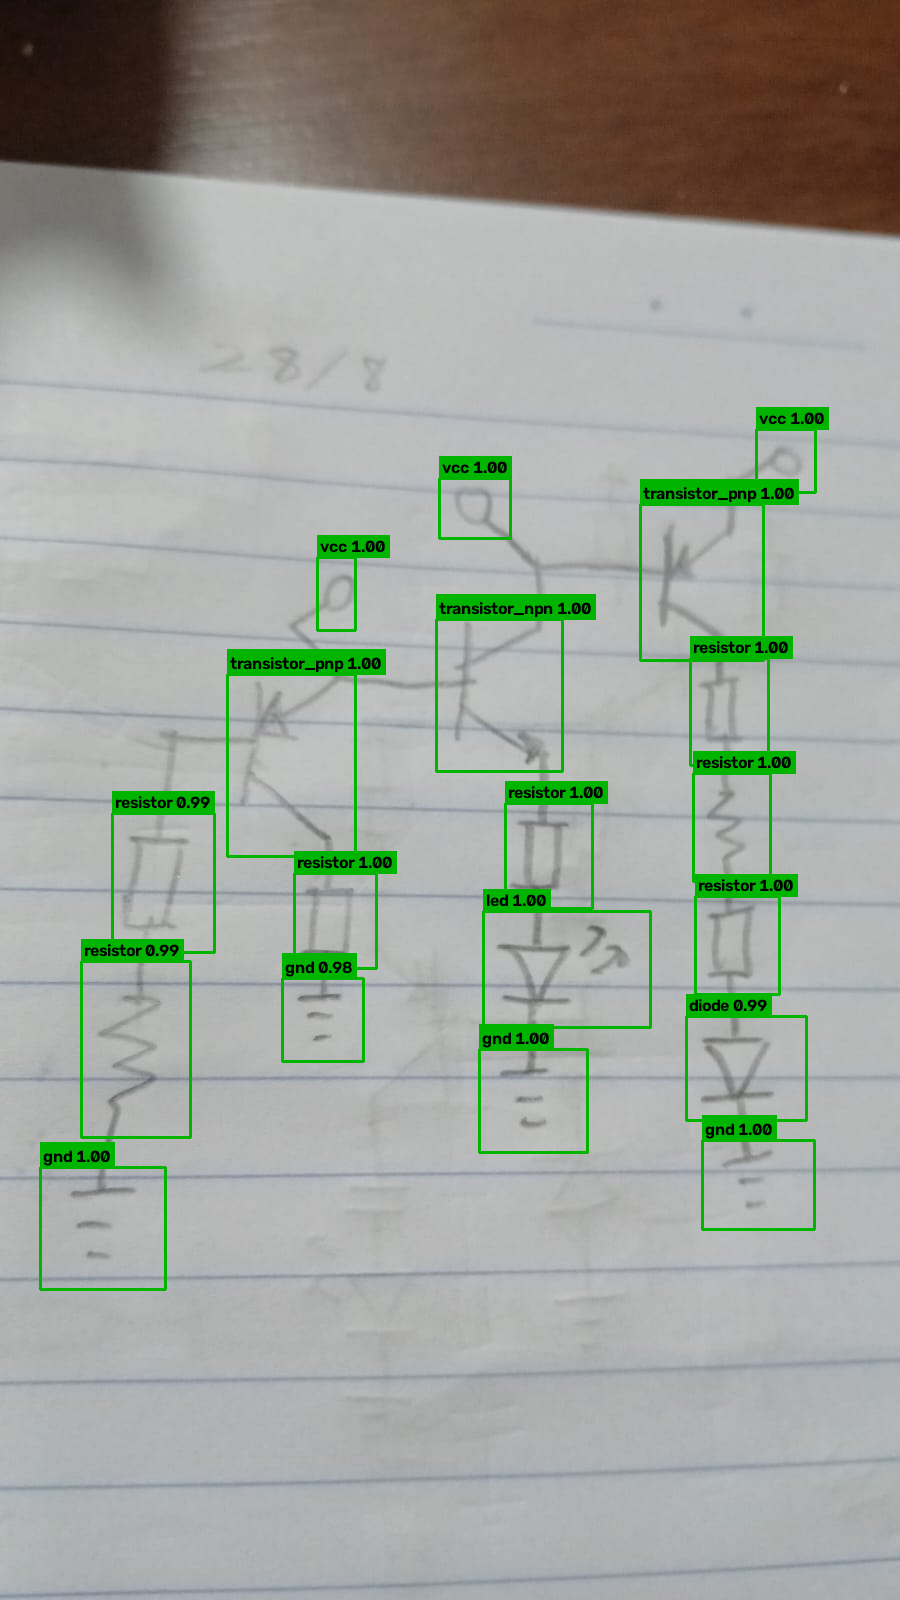 28/8
vcc 1.00
vcc 1.00
transistor_pnp 1.00
vcc 1.00
transistor_npn 1.00
resistor 1.00
transistor_pnp 1.00
resistor 1.00
resistor 1.00
resistor 0.99
resistor 1.00
resistor 1.00
led 1.00
resistor 0.99
gnd 0.98
diode 0.99
gnd 1.00
gnd 1.00
gnd 1.00